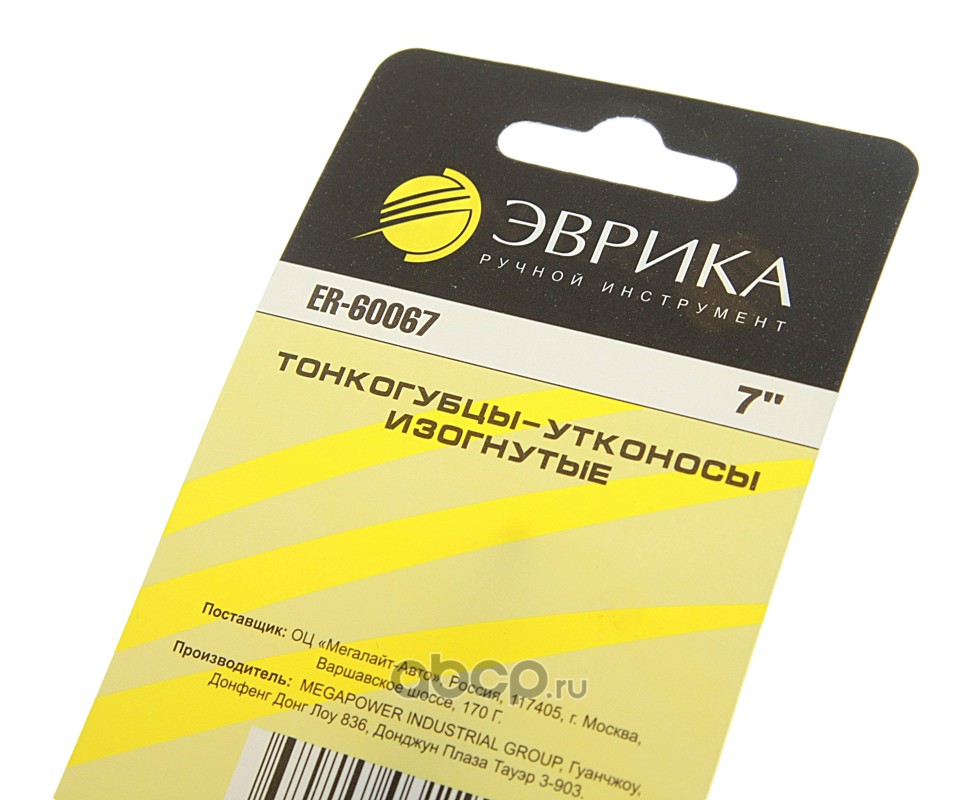 ЭВРИКА
РУЧНОЙ ИНСТРУМЕНТ
ER-60067
7"
ТОНКОГУБЦЫ-УТКОНОСЫ
ИЗОГНУТЫЕ
Поставщик: ОЦ «Мегалайт-Авто», Россия, 117405, г. Москва,
Варшавское шоссе, 170 Г.
Производитель: MEGAPOWER INDUSTRIAL GROUP, Гуанчжоу,
Донфенг Донг Лоу 836, Донджун Плаза Тауэр 3-903.
abcp.ru